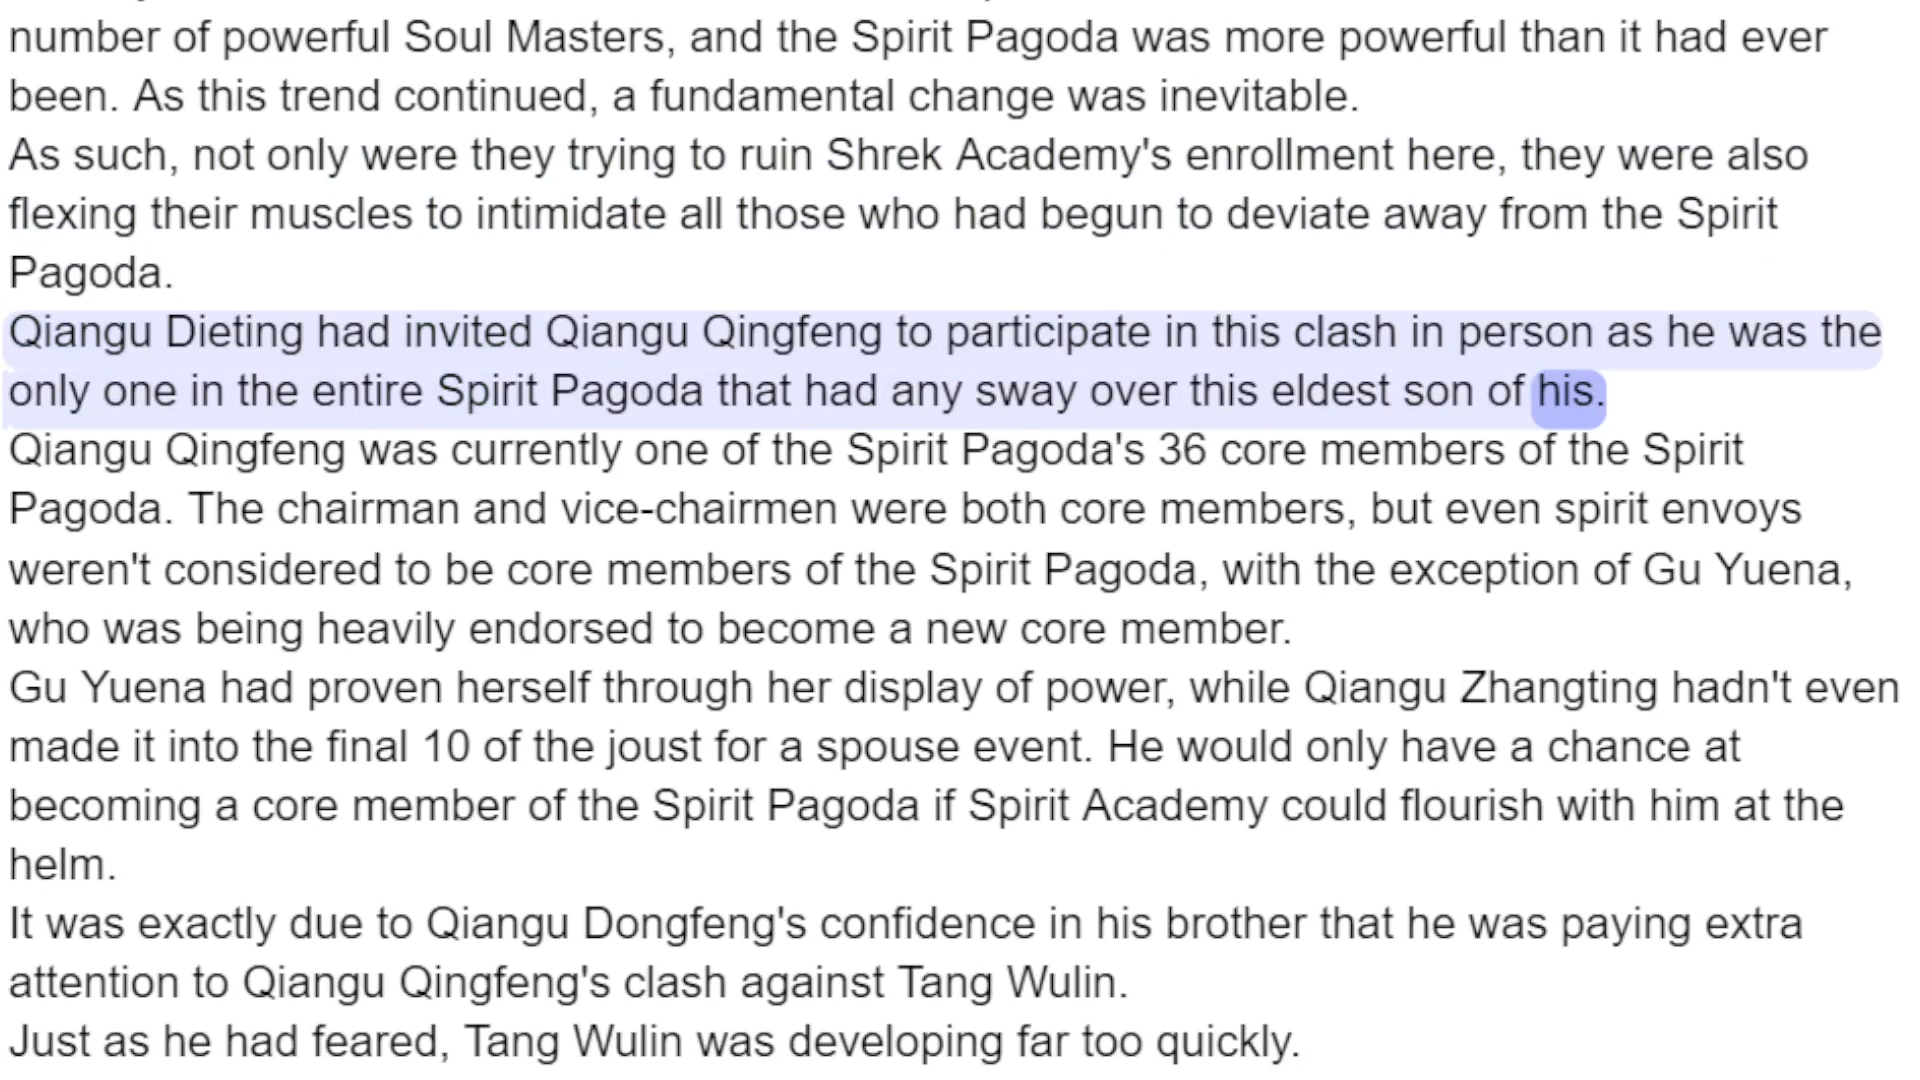 number of powerful Soul Masters, and the Spirit Pagoda was more powerful than it had ever
been. As this trend continued, a fundamental change was inevitable.
As such, not only were they trying to ruin Shrek Academy's enrollment here, they were also
flexing their muscles to intimidate all those who had begun to deviate away from the Spirit
Pagoda.
Qiangu Dieting had invited Qiangu Qingfeng to participate in this clash in person as he was the
only one in the entire Spirit Pagoda that had any sway over this eldest son of his.
Qiangu Qingfeng was currently one of the Spirit Pagoda's 36 core members of the Spirit
Pagoda. The chairman and vice-chairmen were both core members, but even spirit envoys
weren't considered to be core members of the Spirit Pagoda, with the exception of Gu Yuena,
who was being heavily endorsed to become a new core member.
Gu Yuena had proven herself through her display of power, while Qiangu Zhangting hadn't even
made it into the final 10 of the joust for a spouse event. He would only have a chance at
becoming a core member of the Spirit Pagoda if Spirit Academy could flourish with him at the
helm.
It was exactly due to Qiangu Dongfeng's confidence in his brother that he was paying extra
attention to Qiangu Qingfeng's clash against Tang Wulin.
Just as he had feared, Tang Wulin was developing far too quickly.